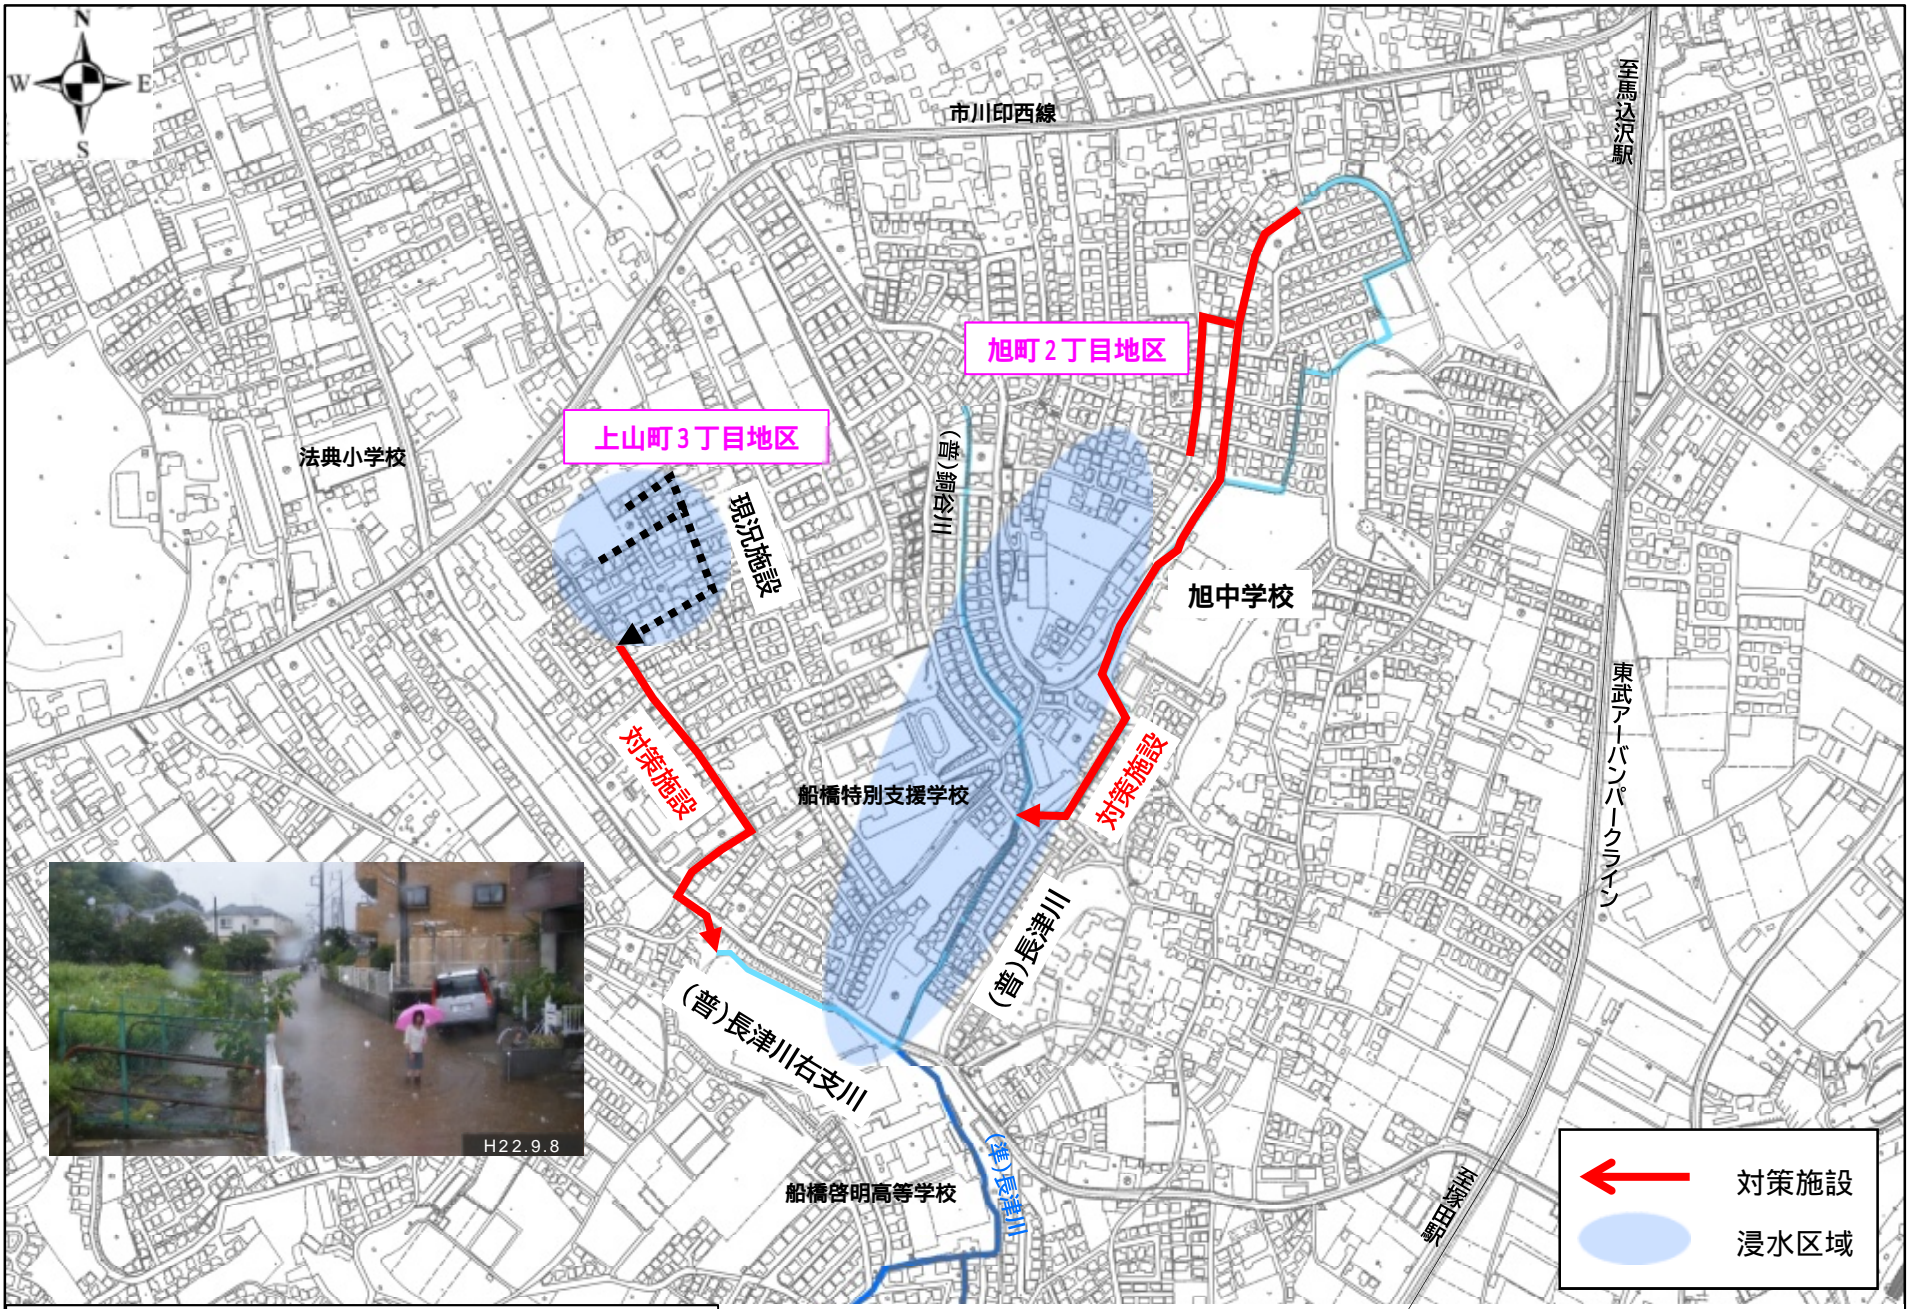 N
W
E
S
市川印西線
至馬込沢駅
旭町2丁目地区
上山町3丁目地区
法典小学校
現況施設
(普)銅谷川
旭中学校
東武アーバンパークライン
対策施設
船橋特別支援学校
対策施設
(普)長津川
(普)長津川右支川
H22.9.8
(準)長津川
船橋啓明高等学校
至塚田駅
対策施設
浸水区域